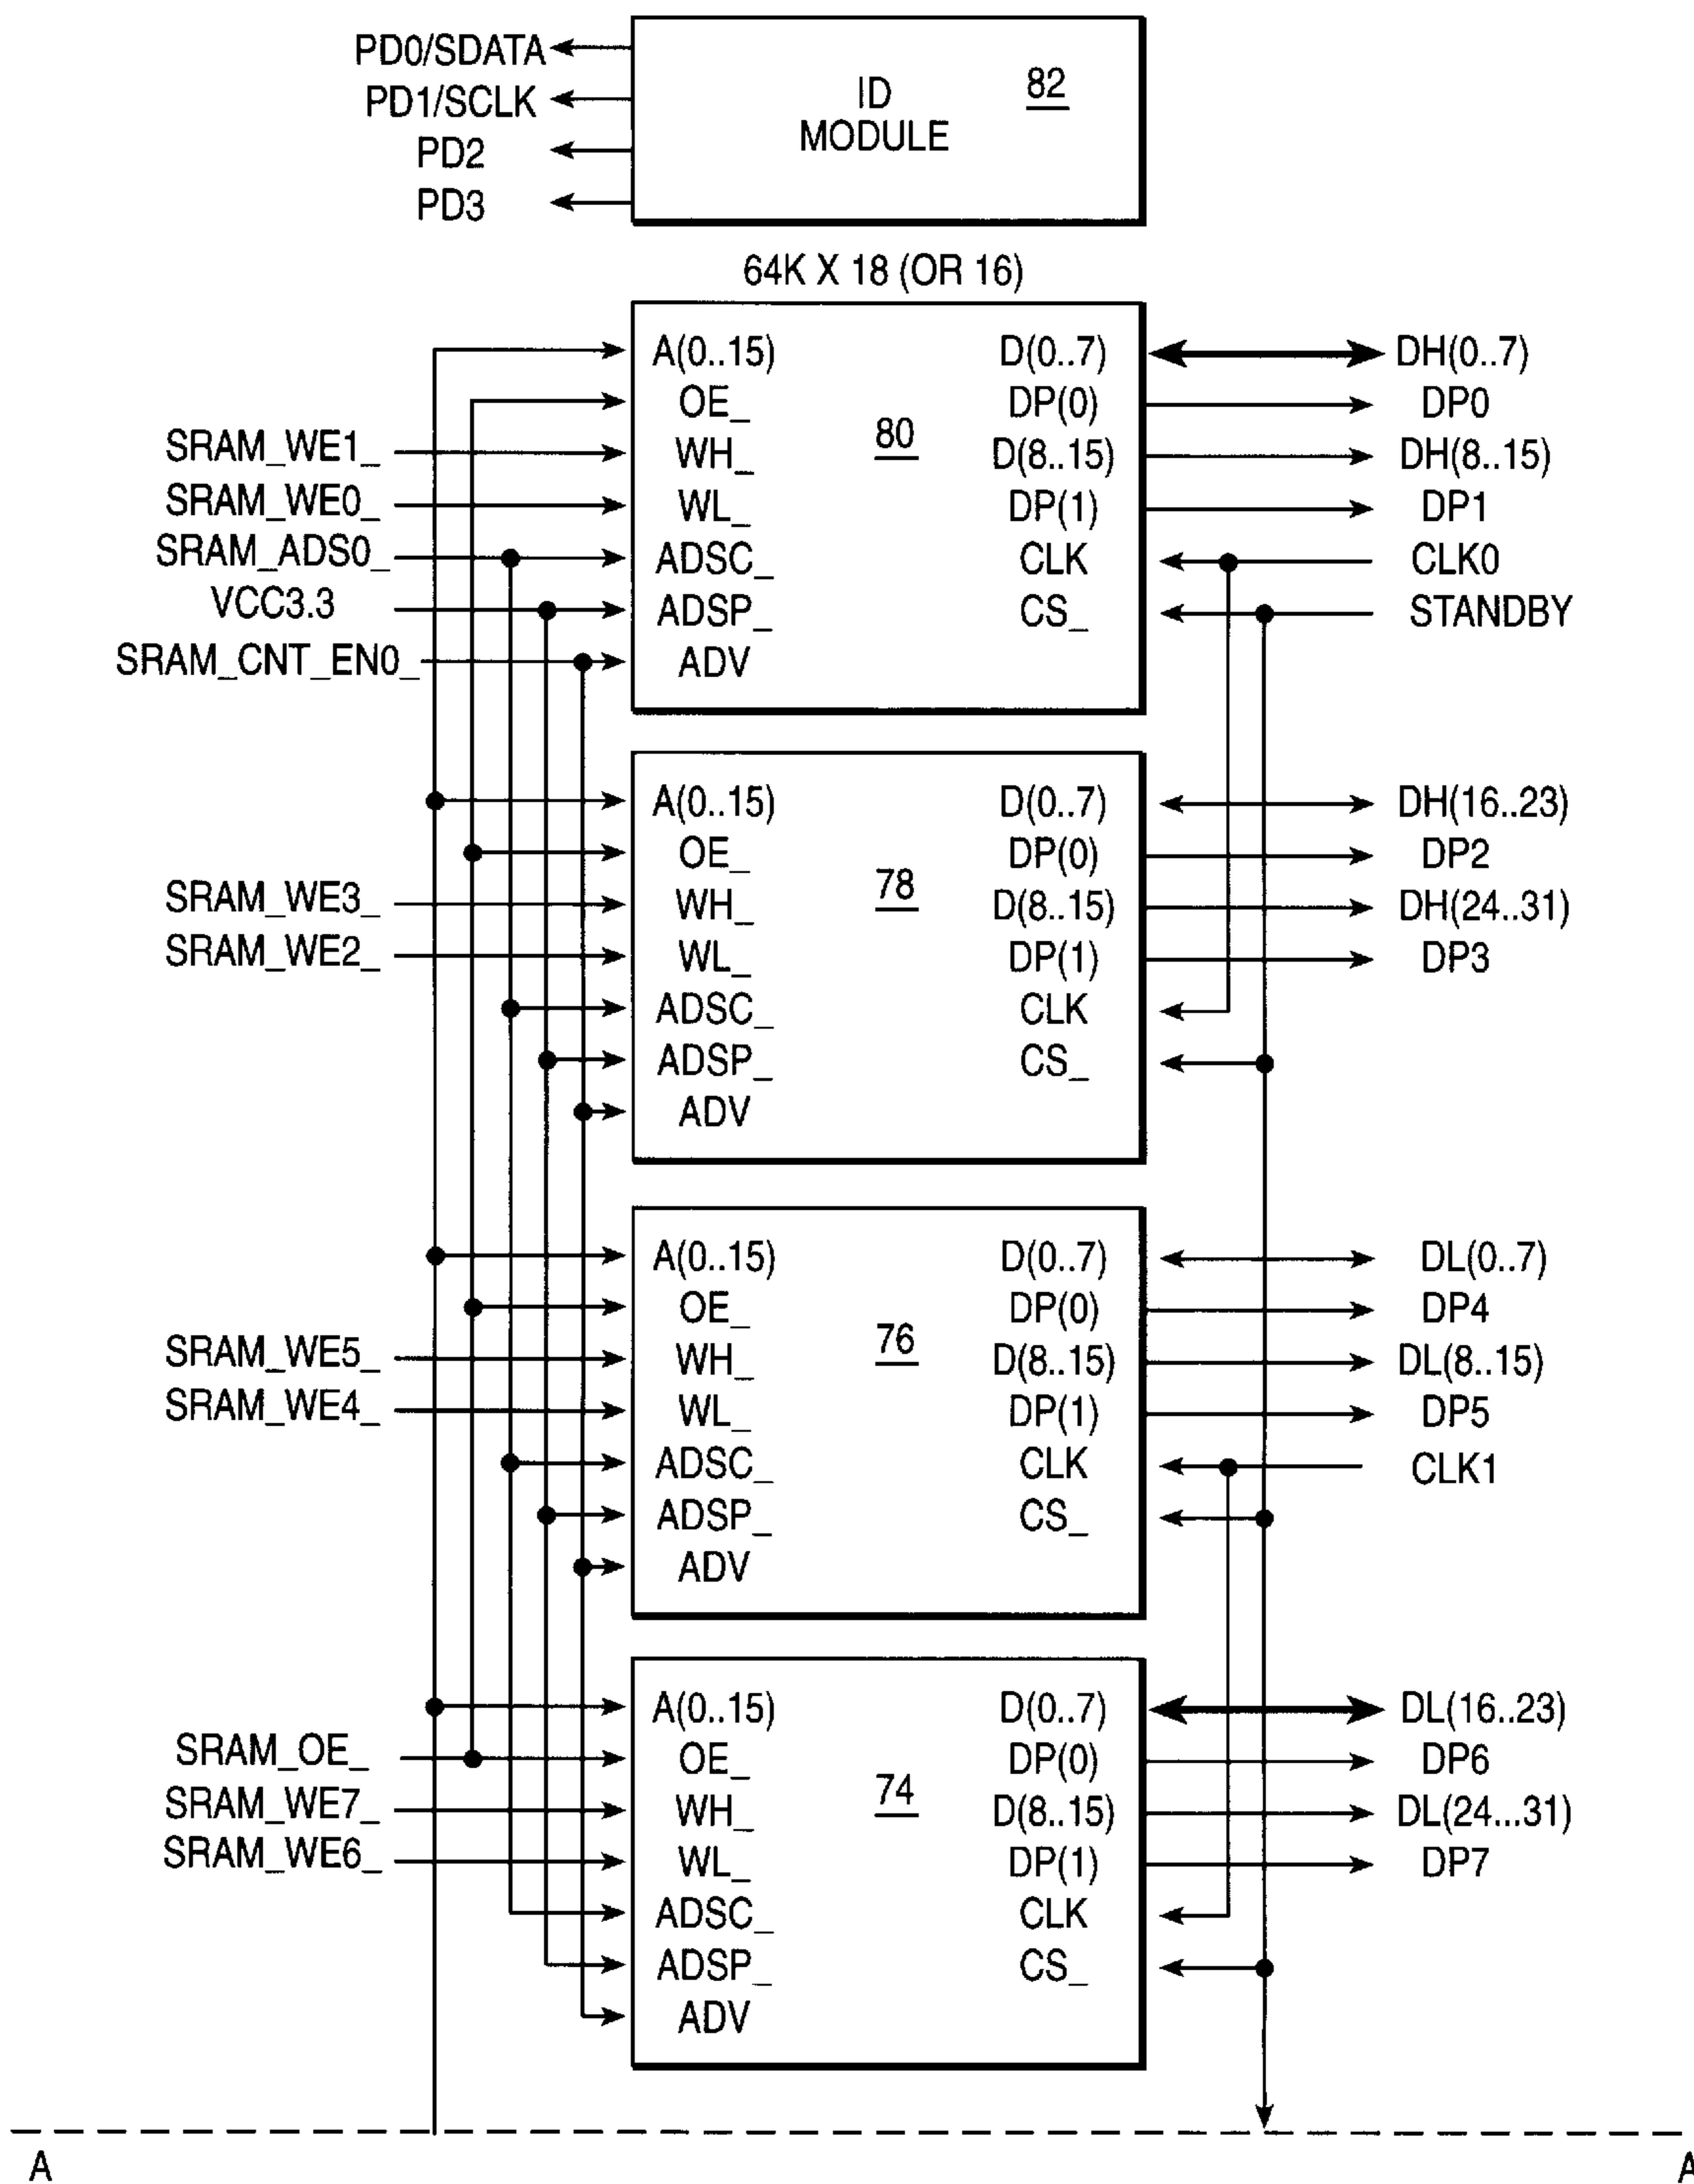 PD0/SDATA
PD1/SCLK
PD2
PD3
ID
MODULE
82
64K X 18 (OR 16)
A(0..15) D(0..7) DH(0..7)
OE_ DP(0) DP0
80
SRAM_WE1_ WH_ D(8..15) DH(8..15)
SRAM_WE0_ WL_ DP(1) DP1
SRAM_ADS0_ ADSC_ CLK CLK0
VCC3.3 ADSP_ CS_ STANDBY
SRAM_CNT_EN0_ ADV
A(0..15) D(0..7) DH(16..23)
OE_ DP(0) DP2
78
SRAM_WE3_ WH_ D(8..15) DH(24..31)
SRAM_WE2_ WL_ DP(1) DP3
ADSC_ CLK
ADSP_ CS_
ADV
A(0..15) D(0..7) DL(0..7)
OE_ DP(0) DP4
76
SRAM_WE5_ WH_ D(8..15) DL(8..15)
SRAM_WE4_ WL_ DP(1) DP5
ADSC_ CLK CLK1
ADSP_ CS_
ADV
A(0..15) D(0..7) DL(16..23)
SRAM_OE_ OE_ DP(0) DP6
74
SRAM_WE7_ WH_ D(8..15) DL(24...31)
SRAM_WE6_ WL_ DP(1) DP7
ADSC_ CLK
ADSP_ CS_
ADV
A A